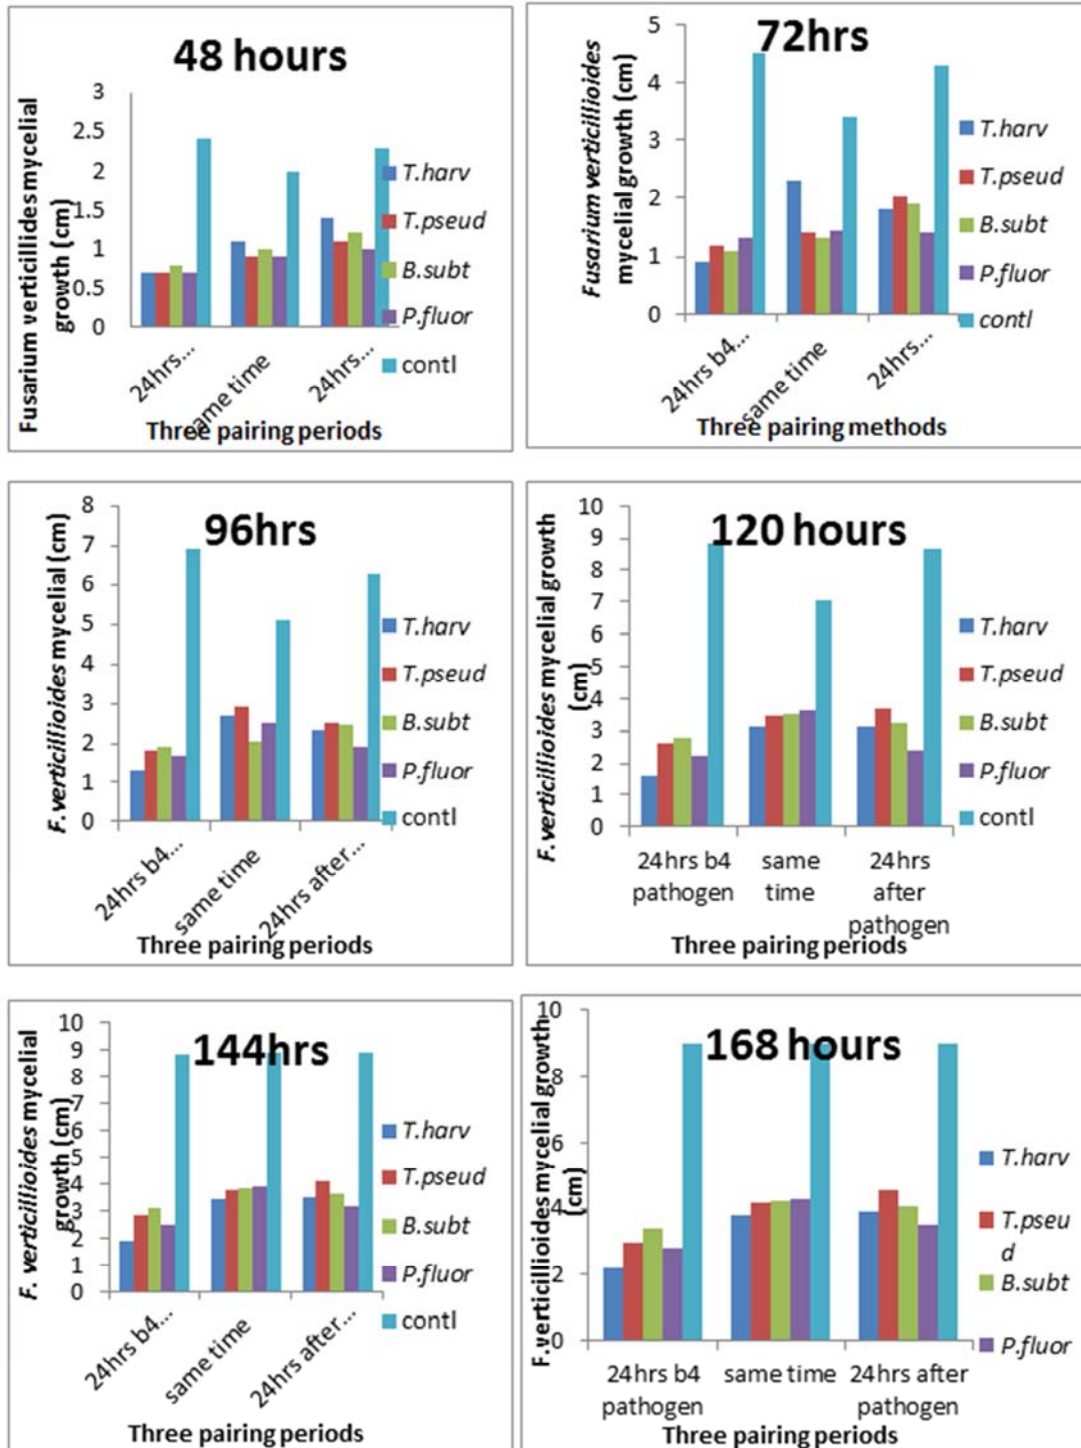 48 hours
Fusarium verticillides mycelial
growth (cm)
3
2.5
2
1.5
1
0.5
0
24hrs...
same time
24hrs...
Three pairing periods
T.harv
T.pseud
B.subt
P.fluor
contl
72hrs
Fusarium verticillioides
mycelial growth (cm)
5
4
3
2
1
0
24hrs b4...
same time
24hrs...
Three pairing methods
T.harv
T.pseud
B.subt
P.fluor
contl
96hrs
F.verticillioides mycelial (cm)
8
7
6
5
4
3
2
1
0
24hrs b4...
same time
24hrs after...
Three pairing periods
T.harv
T.pseud
B.subt
P.fluor
contl
120 hours
F.verticillioides mycelial growth
(cm)
10
9
8
7
6
5
4
3
2
1
0
24hrs b4
pathogen
same
time
24hrs
after
pathogen
Three pairing periods
T.harv
T.pseud
B.subt
P.fluor
contl
144hrs
F. verticillioides mycelial
growth (cm)
10
9
8
7
6
5
4
3
2
1
0
24hrs b4...
same time
24hrs after...
Three pairing periods
T.harv
T.pseud
B.subt
P.fluor
contl
168 hours
F.verticillioides mycelial growth
(cm)
10
8
6
4
2
0
24hrs b4
pathogen
same time
24hrs after
pathogen
Three pairing periods
T.harv
T.pseu
d
B.subt
P.fluor